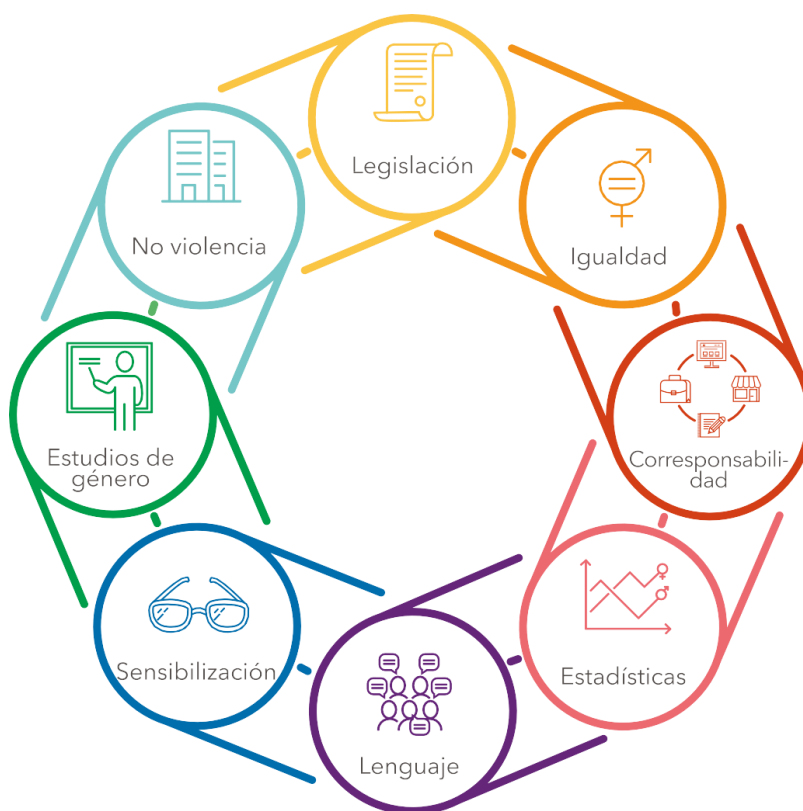 Legislación
Igualdad
Corresponsabili-
dad
Estadísticas
Lenguaje
Sensibilización
Estudios de
género
No violencia